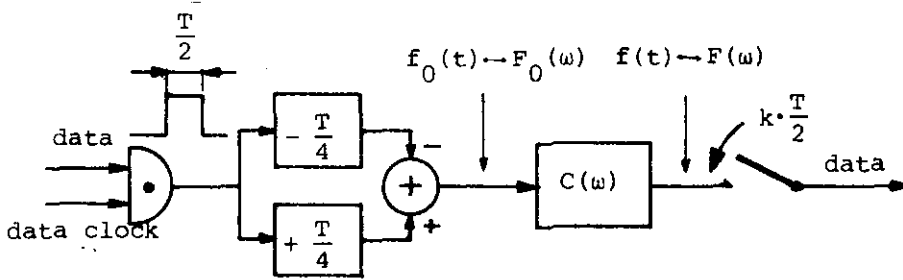 T
2
f₀(t) ↔ F₀(ω)
f(t) ↔ F(ω)
data
− T/4
−
+
C(ω)
k·T/2
data
data clock
+ T/4
+